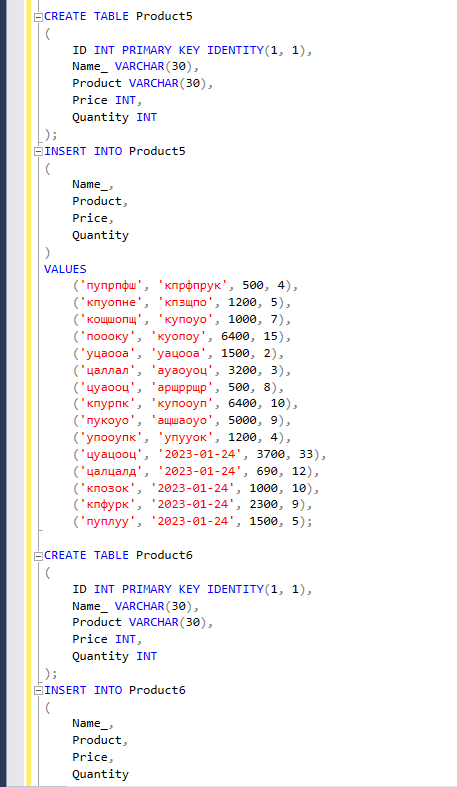 CREATE TABLE Product5
(
ID INT PRIMARY KEY IDENTITY(1, 1),
Name_ VARCHAR(30),
Product VARCHAR(30),
Price INT,
Quantity INT
);
INSERT INTO Product5
(
Name_,
Product,
Price,
Quantity
)
VALUES
('пупрпфш', 'кпрфпрук', 500, 4),
('кпуопне', 'кпзщпо', 1200, 5),
('кощшопщ', 'купоуо', 1000, 7),
('поооку', 'куопоу', 6400, 15),
('уцаооа', 'уацооа', 1500, 2),
('цаллал', 'ауаоуоц', 3200, 3),
('цуаооц', 'арщррщр', 500, 8),
('кпурпк', 'купооуп', 6400, 10),
('пукоуо', 'ащшаоуо', 5000, 9),
('упооупк', 'упууок', 1200, 4),
('цуацооц', '2023-01-24', 3700, 33),
('цалцалд', '2023-01-24', 690, 12),
('кпозок', '2023-01-24', 1000, 10),
('кпфурк', '2023-01-24', 2300, 9),
('пуплуу', '2023-01-24', 1500, 5);
CREATE TABLE Product6
(
ID INT PRIMARY KEY IDENTITY(1, 1),
Name_ VARCHAR(30),
Product VARCHAR(30),
Price INT,
Quantity INT
);
INSERT INTO Product6
(
Name_,
Product,
Price,
Quantity